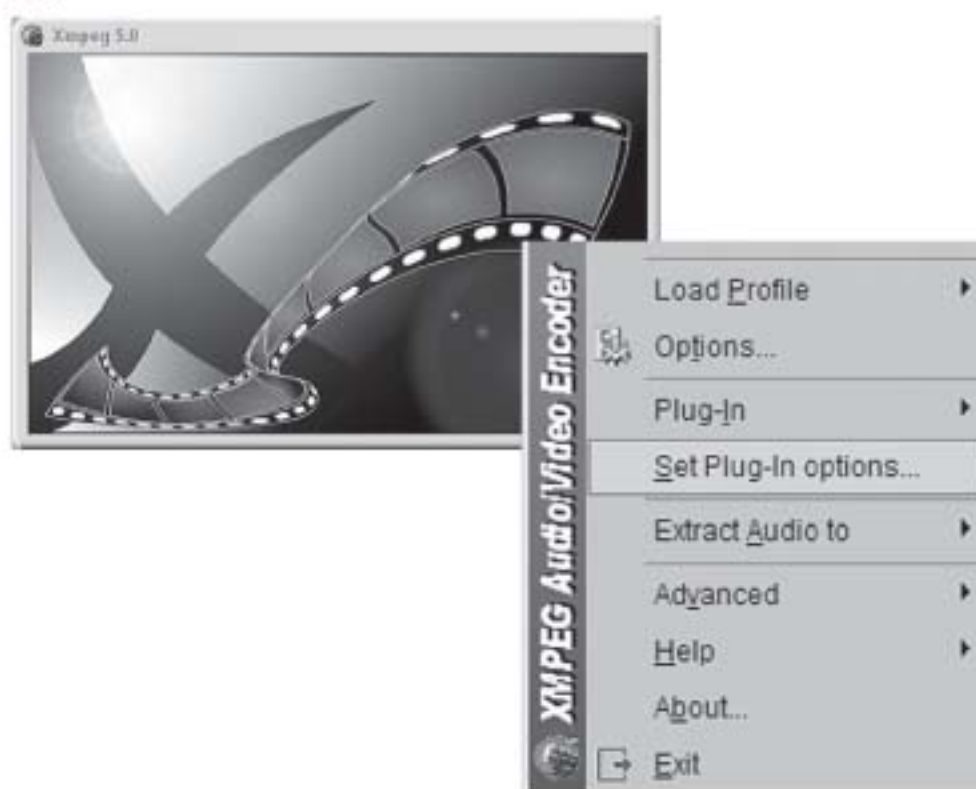 Xmpeg 5.0
XMPEG Audio/Video Encoder
Load Profile
Options...
Plug-In
Set Plug-In options...
Extract Audio to
Advanced
Help
About...
Exit